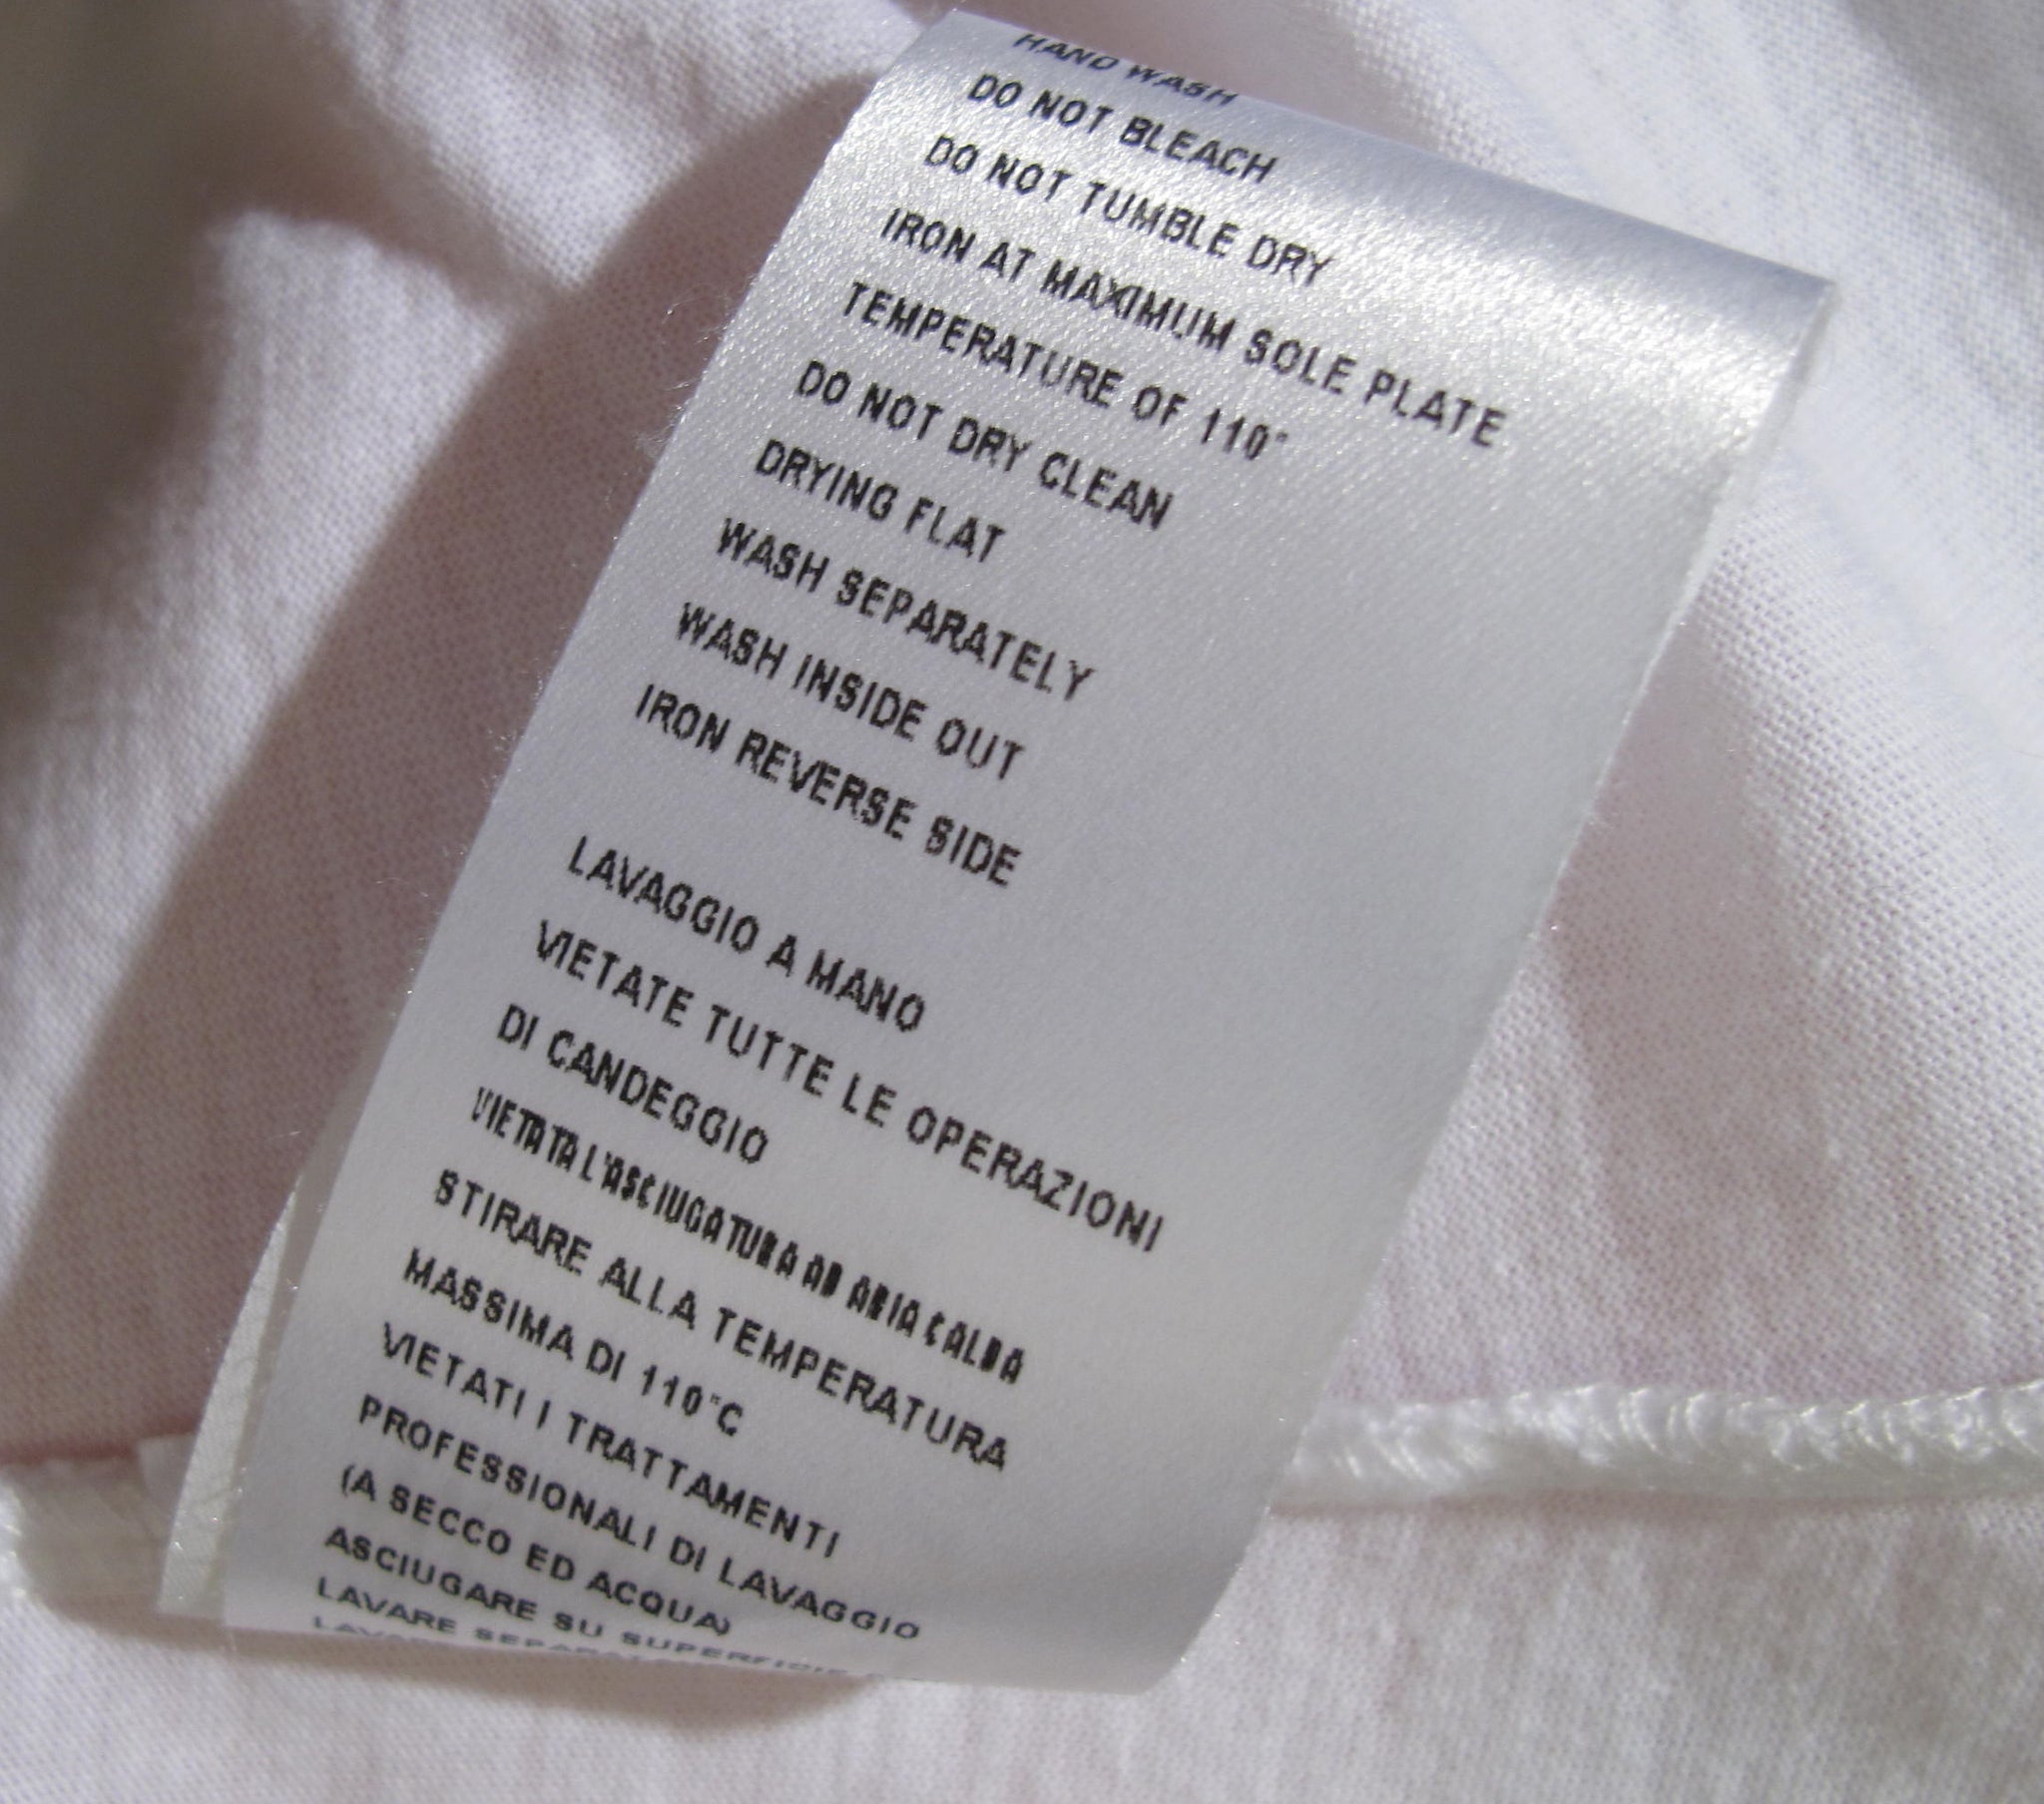 HAND WASH
DO NOT BLEACH
DO NOT TUMBLE DRY
IRON AT MAXIMUM SOLE PLATE
TEMPERATURE OF 110°
DO NOT DRY CLEAN
DRYING FLAT
WASH SEPARATELY
WASH INSIDE OUT
IRON REVERSE SIDE
LAVAGGIO A MANO
VIETATE TUTTE LE OPERAZIONI
DI CANDEGGIO
VIETATA L'ASCIUGATURA AD ARIA CALDA
STIRARE ALLA TEMPERATURA
MASSIMA DI 110°C
VIETATI I TRATTAMENTI
PROFESSIONALI DI LAVAGGIO
(A SECCO ED ACQUA)
ASCIUGARE SU SUPERFICIE
LAVARE